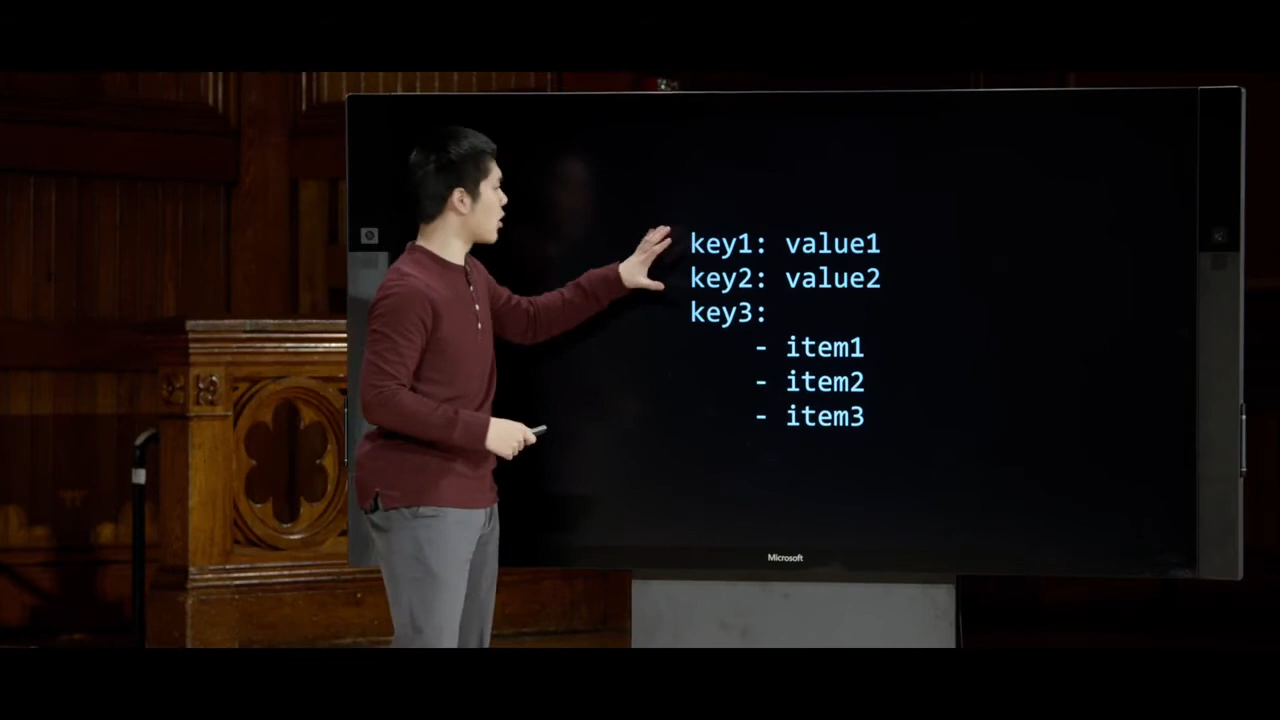 key1: value1
key2: value2
key3:
    - item1
    - item2
    - item3
Microsoft